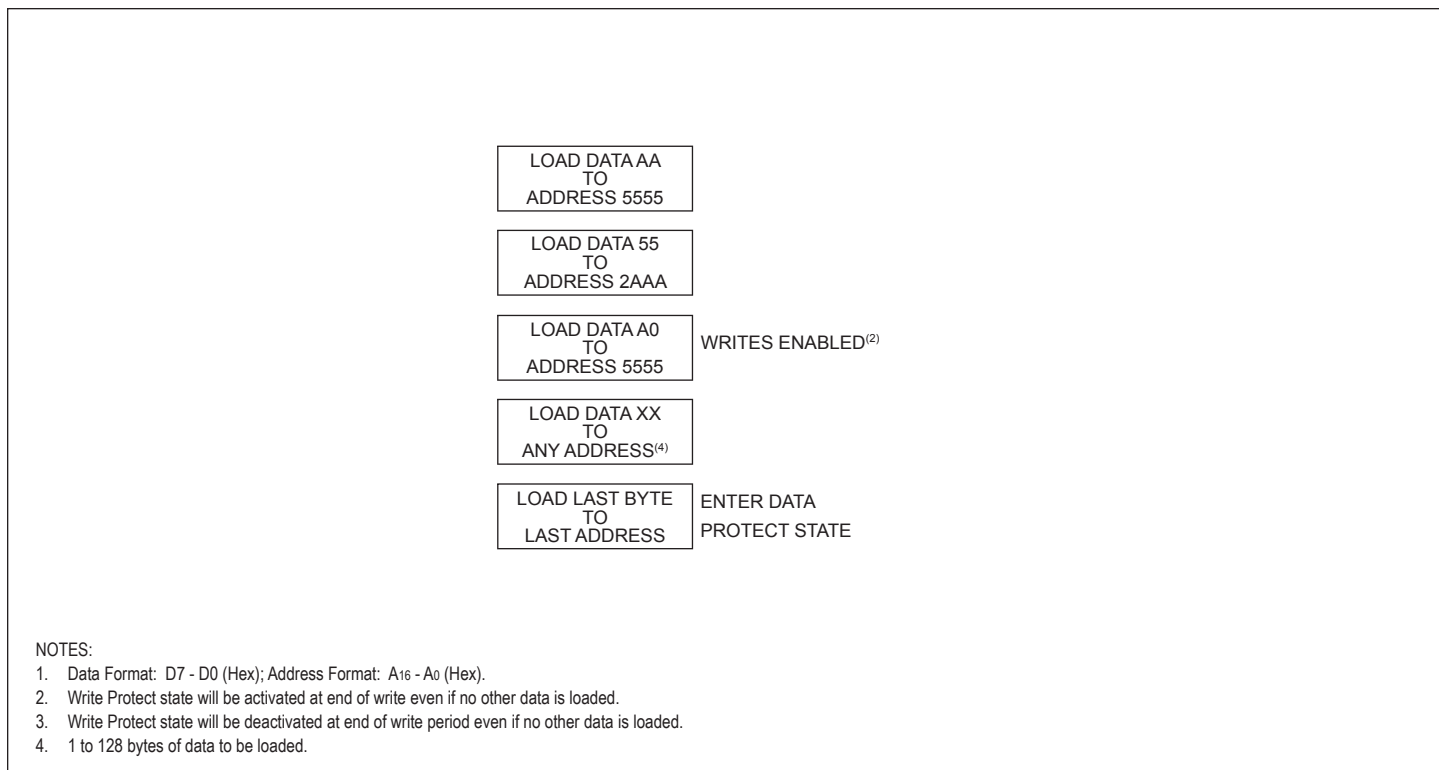 LOAD DATA AA
TO
ADDRESS 5555
LOAD DATA 55
TO
ADDRESS 2AAA
LOAD DATA A0
TO
ADDRESS 5555
WRITES ENABLED(2)
LOAD DATA XX
TO
ANY ADDRESS(4)
LOAD LAST BYTE
TO
LAST ADDRESS
ENTER DATA
PROTECT STATE
NOTES:
1. Data Format: D7 - D0 (Hex); Address Format: A16 - A0 (Hex).
2. Write Protect state will be activated at end of write even if no other data is loaded.
3. Write Protect state will be deactivated at end of write period even if no other data is loaded.
4. 1 to 128 bytes of data to be loaded.